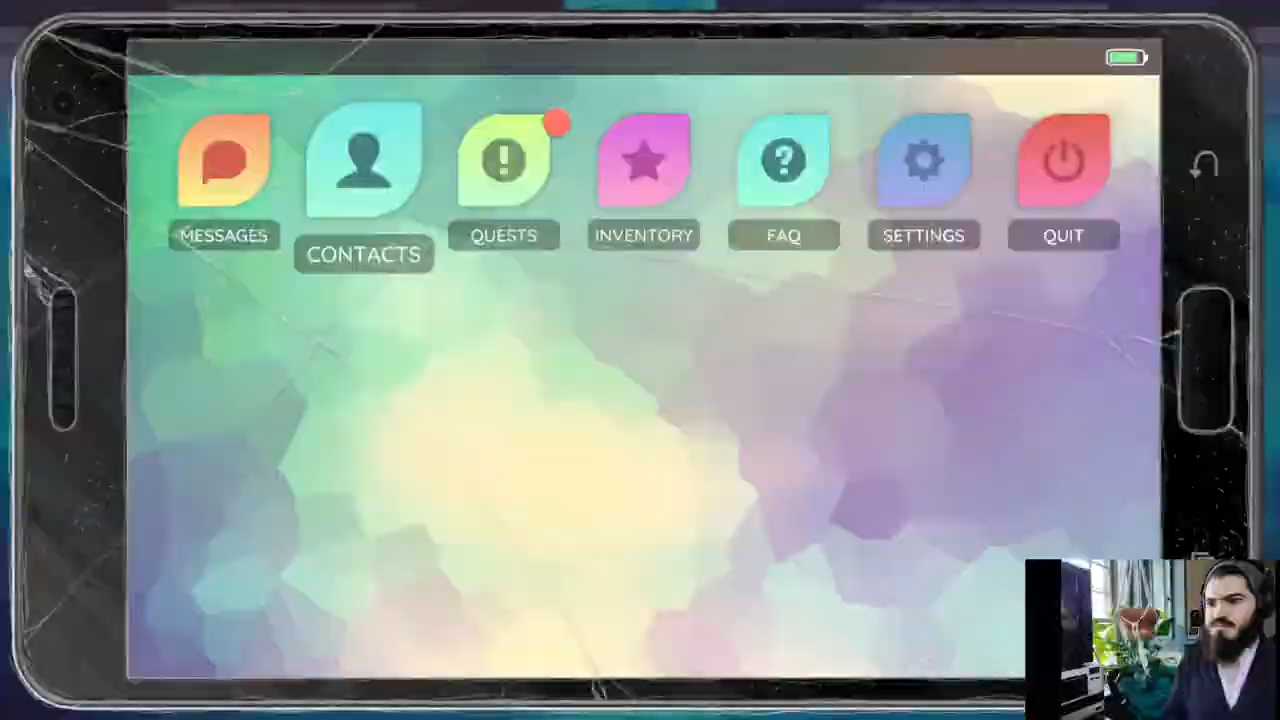 MESSAGES
CONTACTS
QUESTS
INVENTORY
FAQ
SETTINGS
QUIT